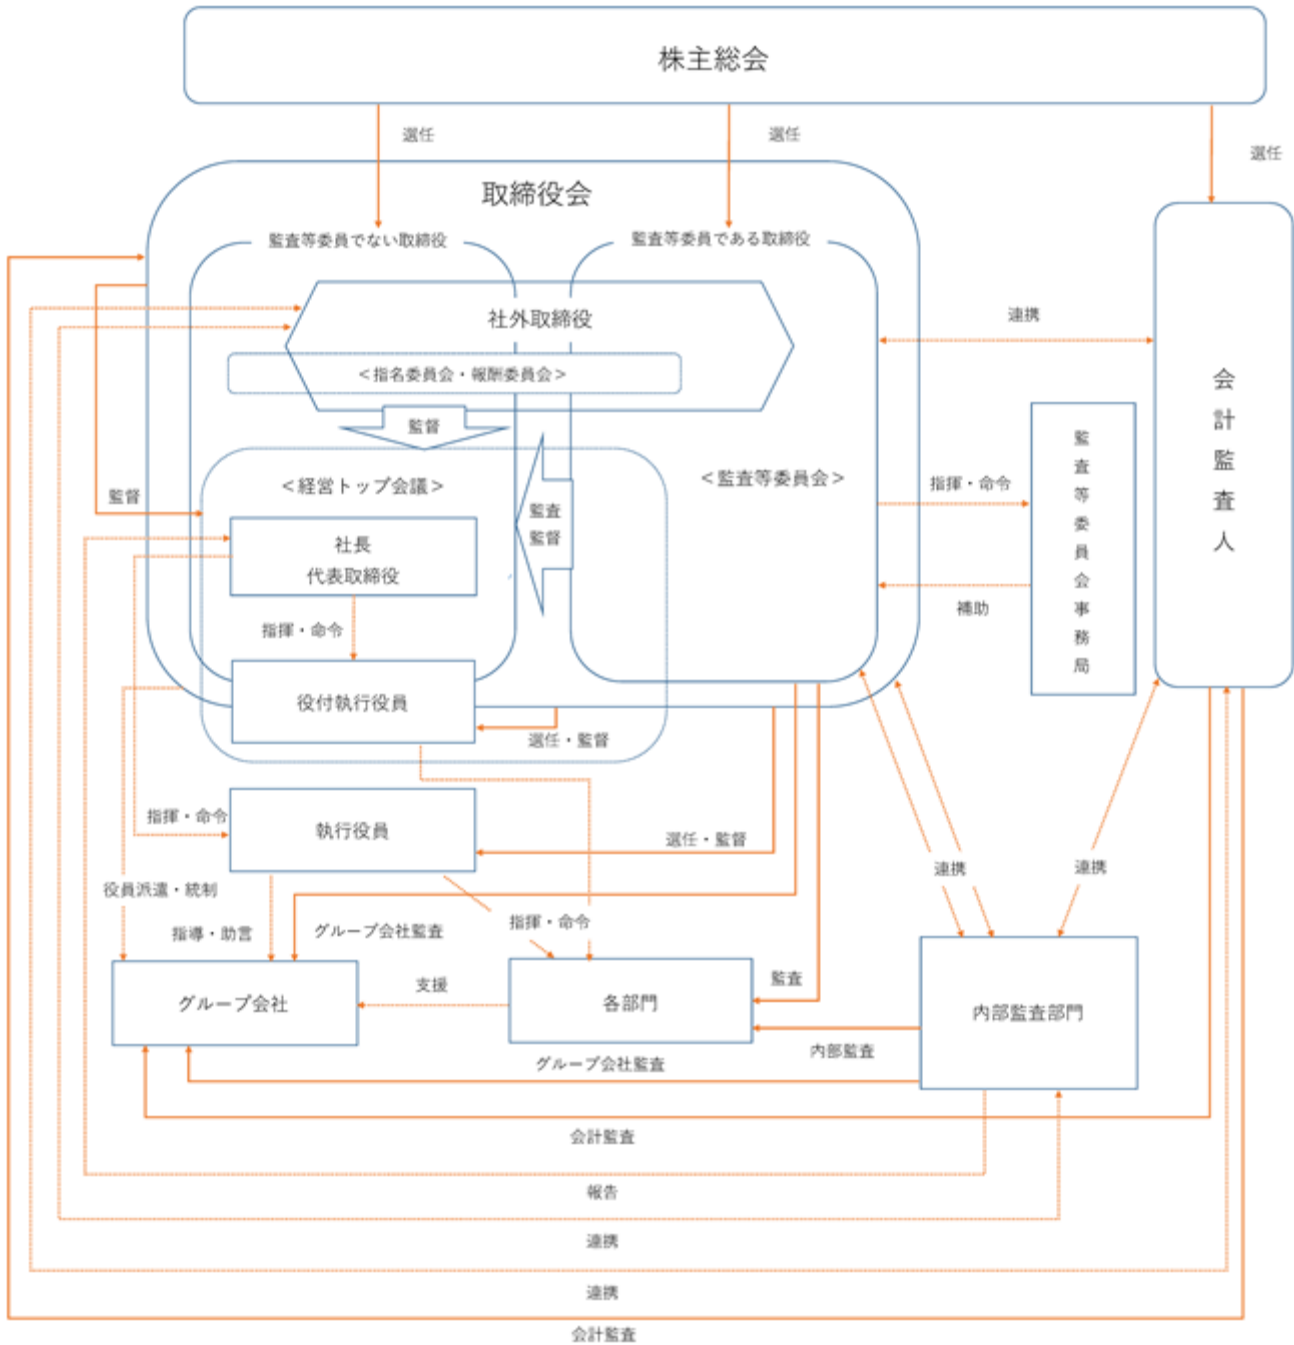 株主総会
選任
選任
選任
取締役会
監査等委員でない取締役
監査等委員である取締役
社外取締役
連携
＜指名委員会・報酬委員会＞
監督
会計監査人
監査等委員会事務局
＜経営トップ会議＞
＜監査等委員会＞
指揮・命令
監督
監査
監督
社長
代表取締役
補助
指揮・命令
役付執行役員
選任・監督
指揮・命令
執行役員
選任・監督
連携
連携
役員派遣・統制
指導・助言
グループ会社監査
指揮・命令
支援
監査
グループ会社
各部門
内部監査部門
内部監査
グループ会社監査
会計監査
報告
連携
連携
会計監査